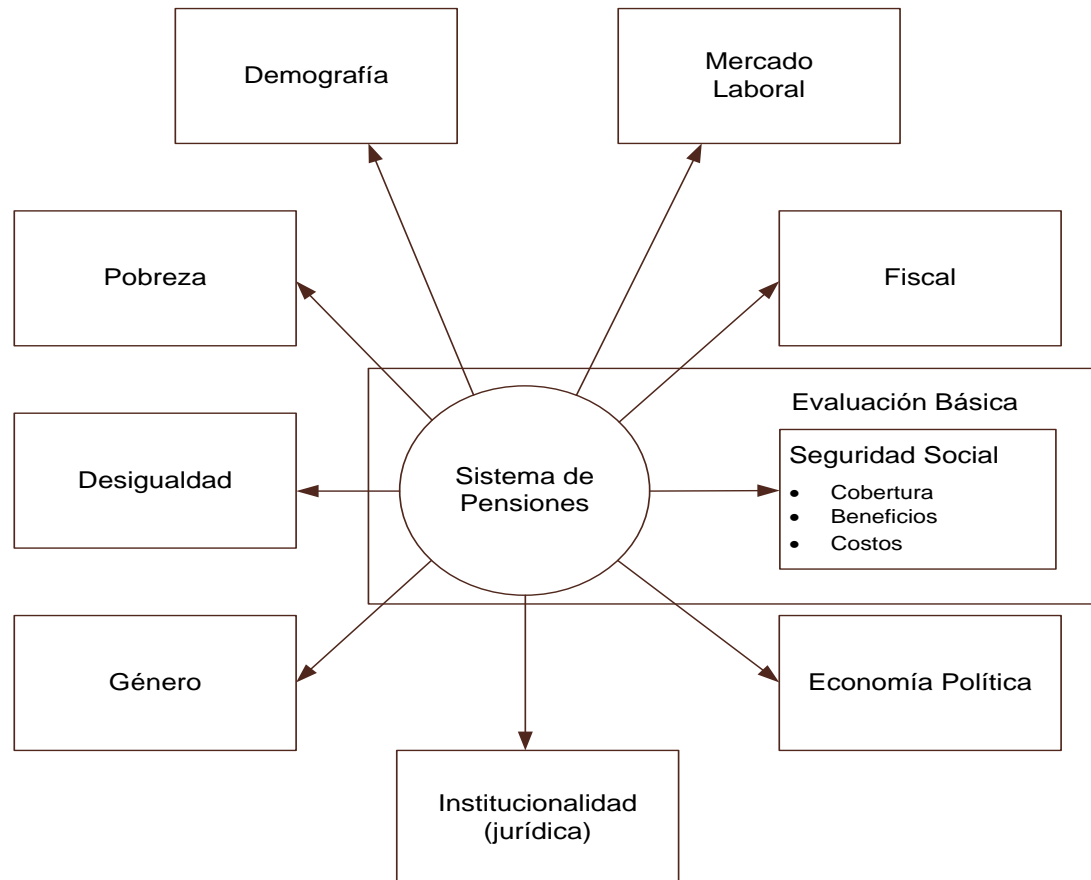 Demografía
Mercado
Laboral
Pobreza
Fiscal
Evaluación Básica
Desigualdad
Sistema de
Pensiones
Seguridad Social
• Cobertura
• Beneficios
• Costos
Género
Economía Política
Institucionalidad
(jurídica)